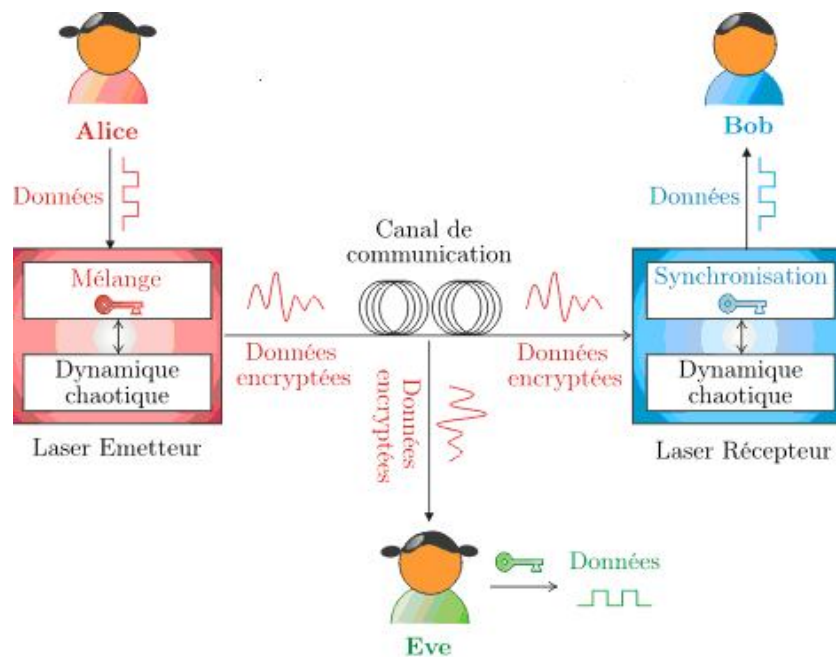 Alice
Bob
Données
Données
Canal de
communication
Mélange
Synchronisation
Données
encryptées
Données
encryptées
Données
encryptées
Dynamique
chaotique
Dynamique
chaotique
Laser Emetteur
Laser Récepteur
Données
Eve